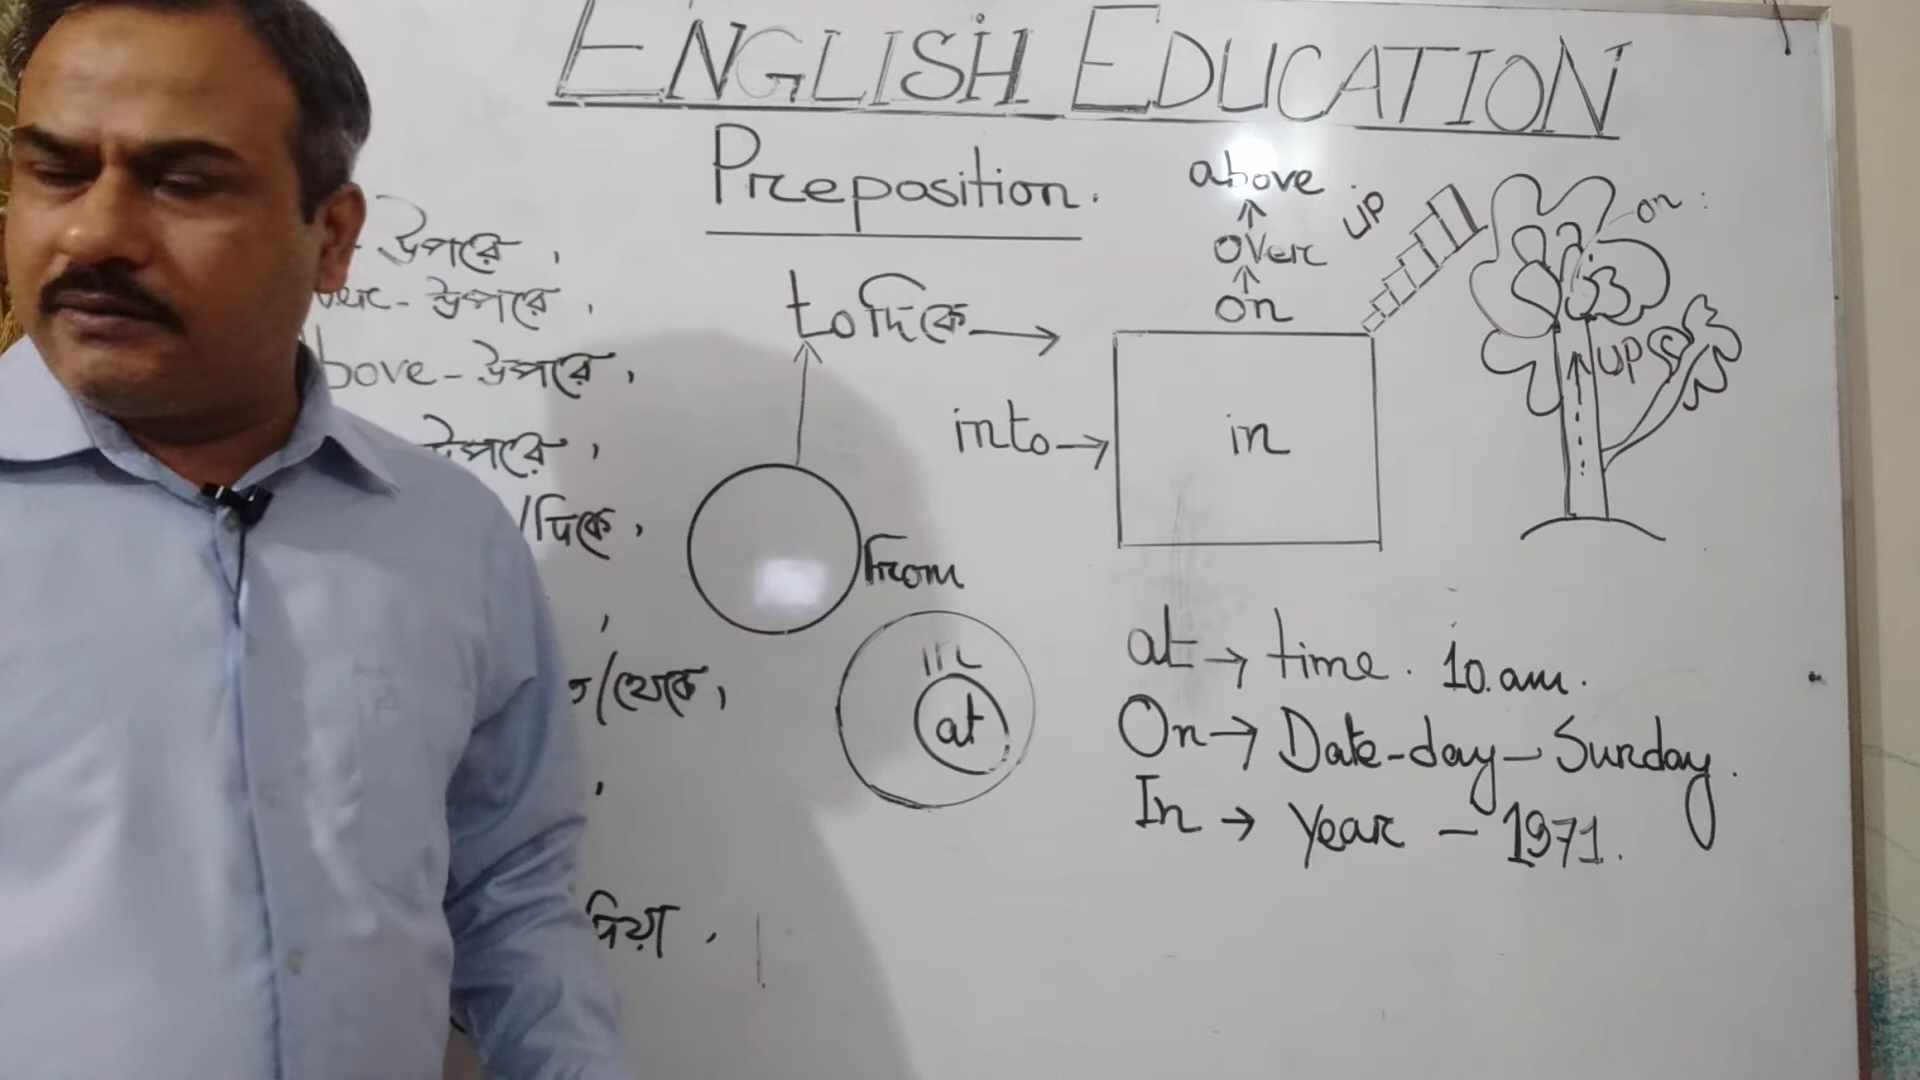 ENGLISH EDUCATION
Preposition.
উপরে,
উপরে,
bove - উপরে,
উপরে,
/দিকে,
/থেকে,
দিয়া,
to দিকে →
From
in
at
above
over
on
UP
into →
in
on:
UP
at → time. 10. am.
On → Date - day - Sunday.
In → Year - 1971.